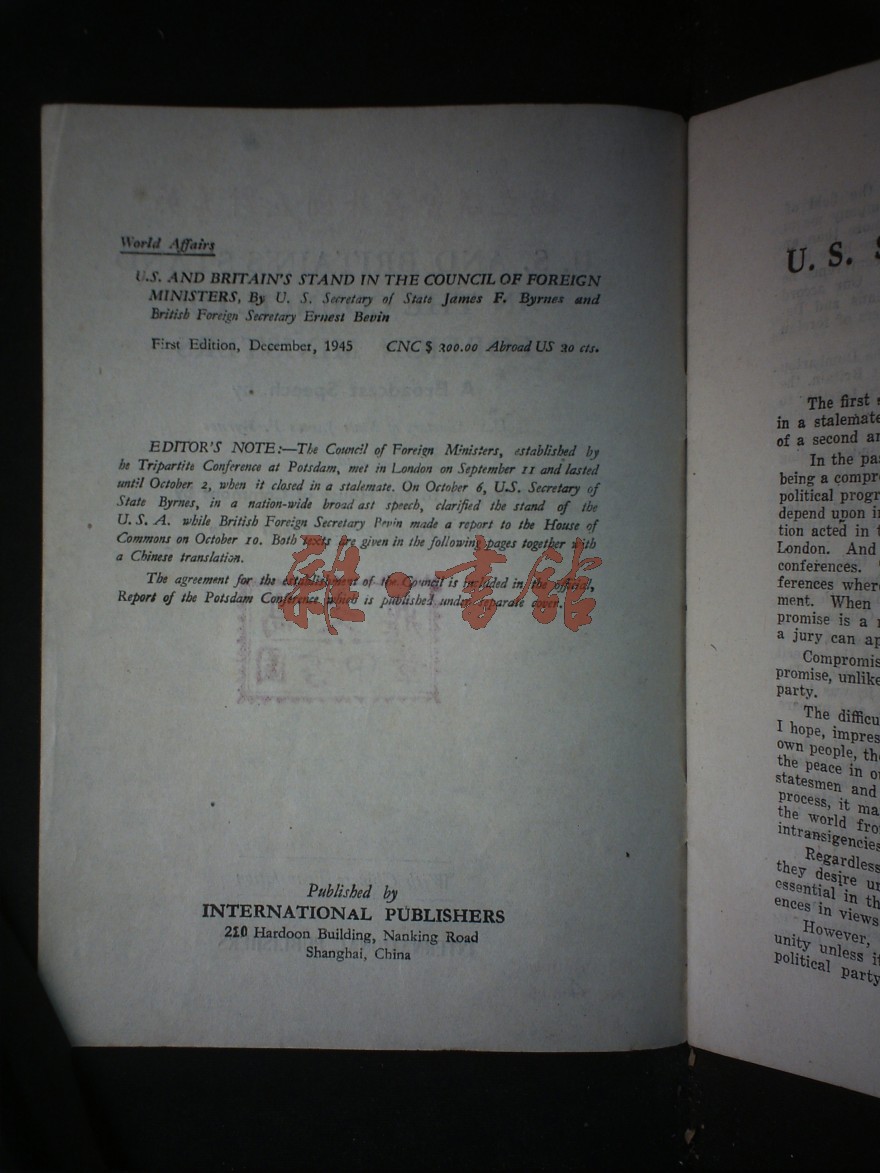 World Affairs
U.S. AND BRITAIN'S STAND IN THE COUNCIL OF FOREIGN
MINISTERS, By U. S. Secretary of State James F. Byrnes and
British Foreign Secretary Ernest Bevin
First Edition, December, 1945 CNC $ 200.00 Abroad US 20 cts.
EDITOR'S NOTE:—The Council of Foreign Ministers, established by
he Tripartite Conference at Potsdam, met in London on September 11 and lasted
until October 2, when it closed in a stalemate. On October 6, U.S. Secretary of
State Byrnes, in a nation-wide broad ast speech, clarified the stand of the
U. S. A. while British Foreign Secretary Bevin made a report to the House of
Commons on October 10. Both texts are given in the following pages together with
a Chinese translation.
The agreement for the establishment of the Council is included in the official,
Report of the Potsdam Conference which is published under separate cover.
雜·書館
Published by
INTERNATIONAL PUBLISHERS
210 Hardoon Building, Nanking Road
Shanghai, China
U. S.
The first
in a stalemate
of a second
In the
being a
political
depend upon
tion acted in
London. And
conferences.
ferences where
ment. When
promise is a
a jury can
Compromis
promise, unlike
party.
The
I hope,
own people,
the peace in
statesmen and
process, it
the world
intransigencies
Regardless
they desire
essential in
ences in views
However,
unity unless
political party